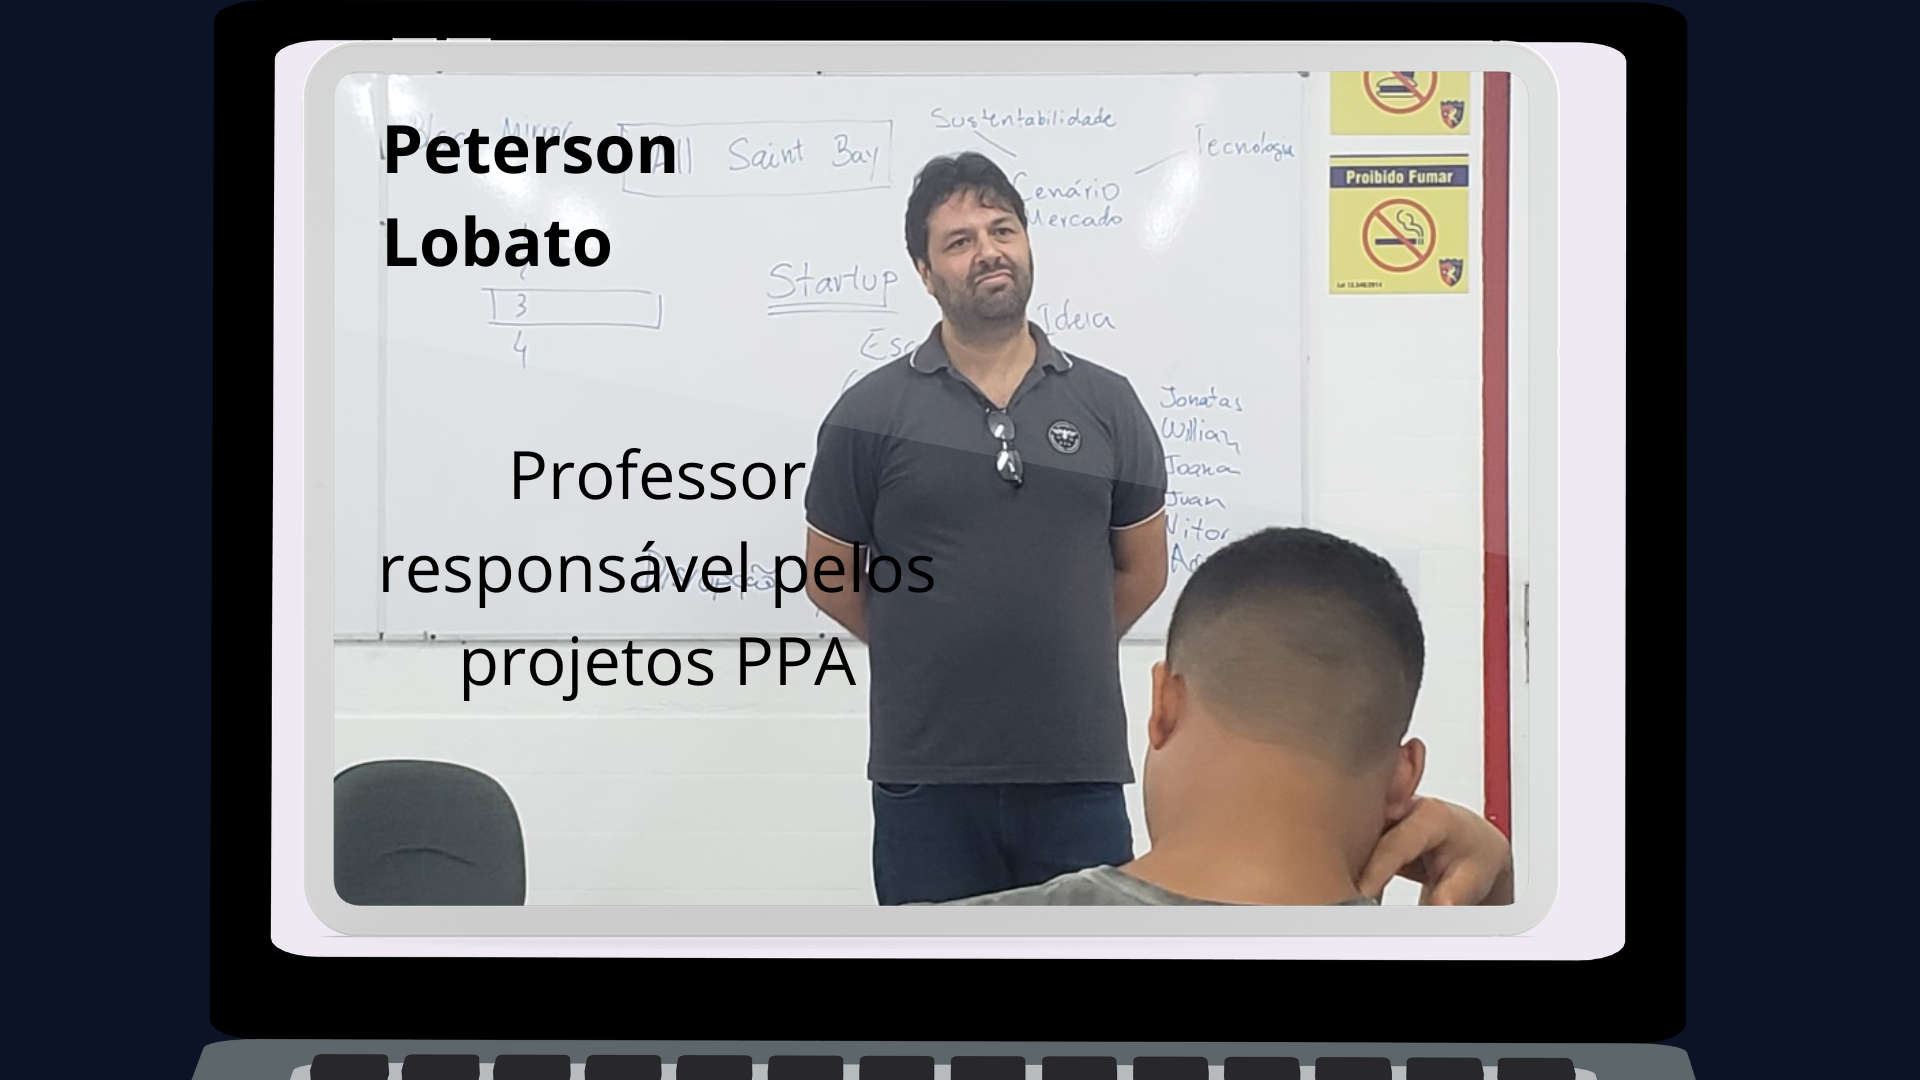 Peterson
Lobato
Professor
responsável pelos
projetos PPA
All Saint Bay
Sustentabilidade
Tecnologia
Cenário
Mercado
Startup
Ideia
3
4
Jonatas
Willian
Joana
Juan
Vitor
Proibido Fumar